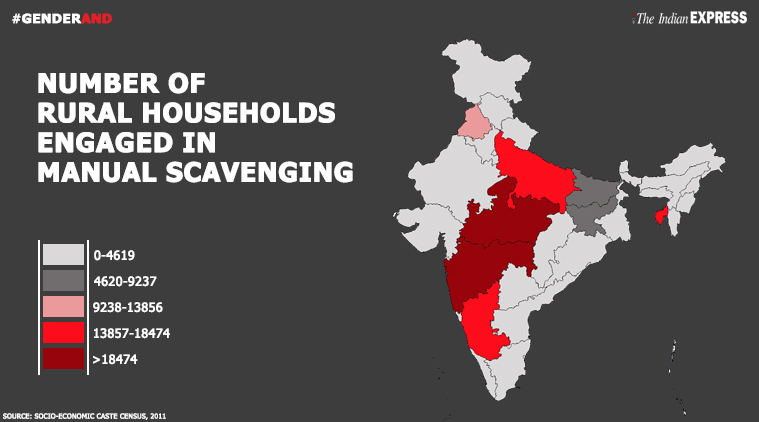 #GENDERAND
The Indian EXPRESS
NUMBER OF
RURAL HOUSEHOLDS
ENGAGED IN
MANUAL SCAVENGING
0-4619
4620-9237
9238-13856
13857-18474
>18474
SOURCE: SOCIO-ECONOMIC CASTE CENSUS, 2011